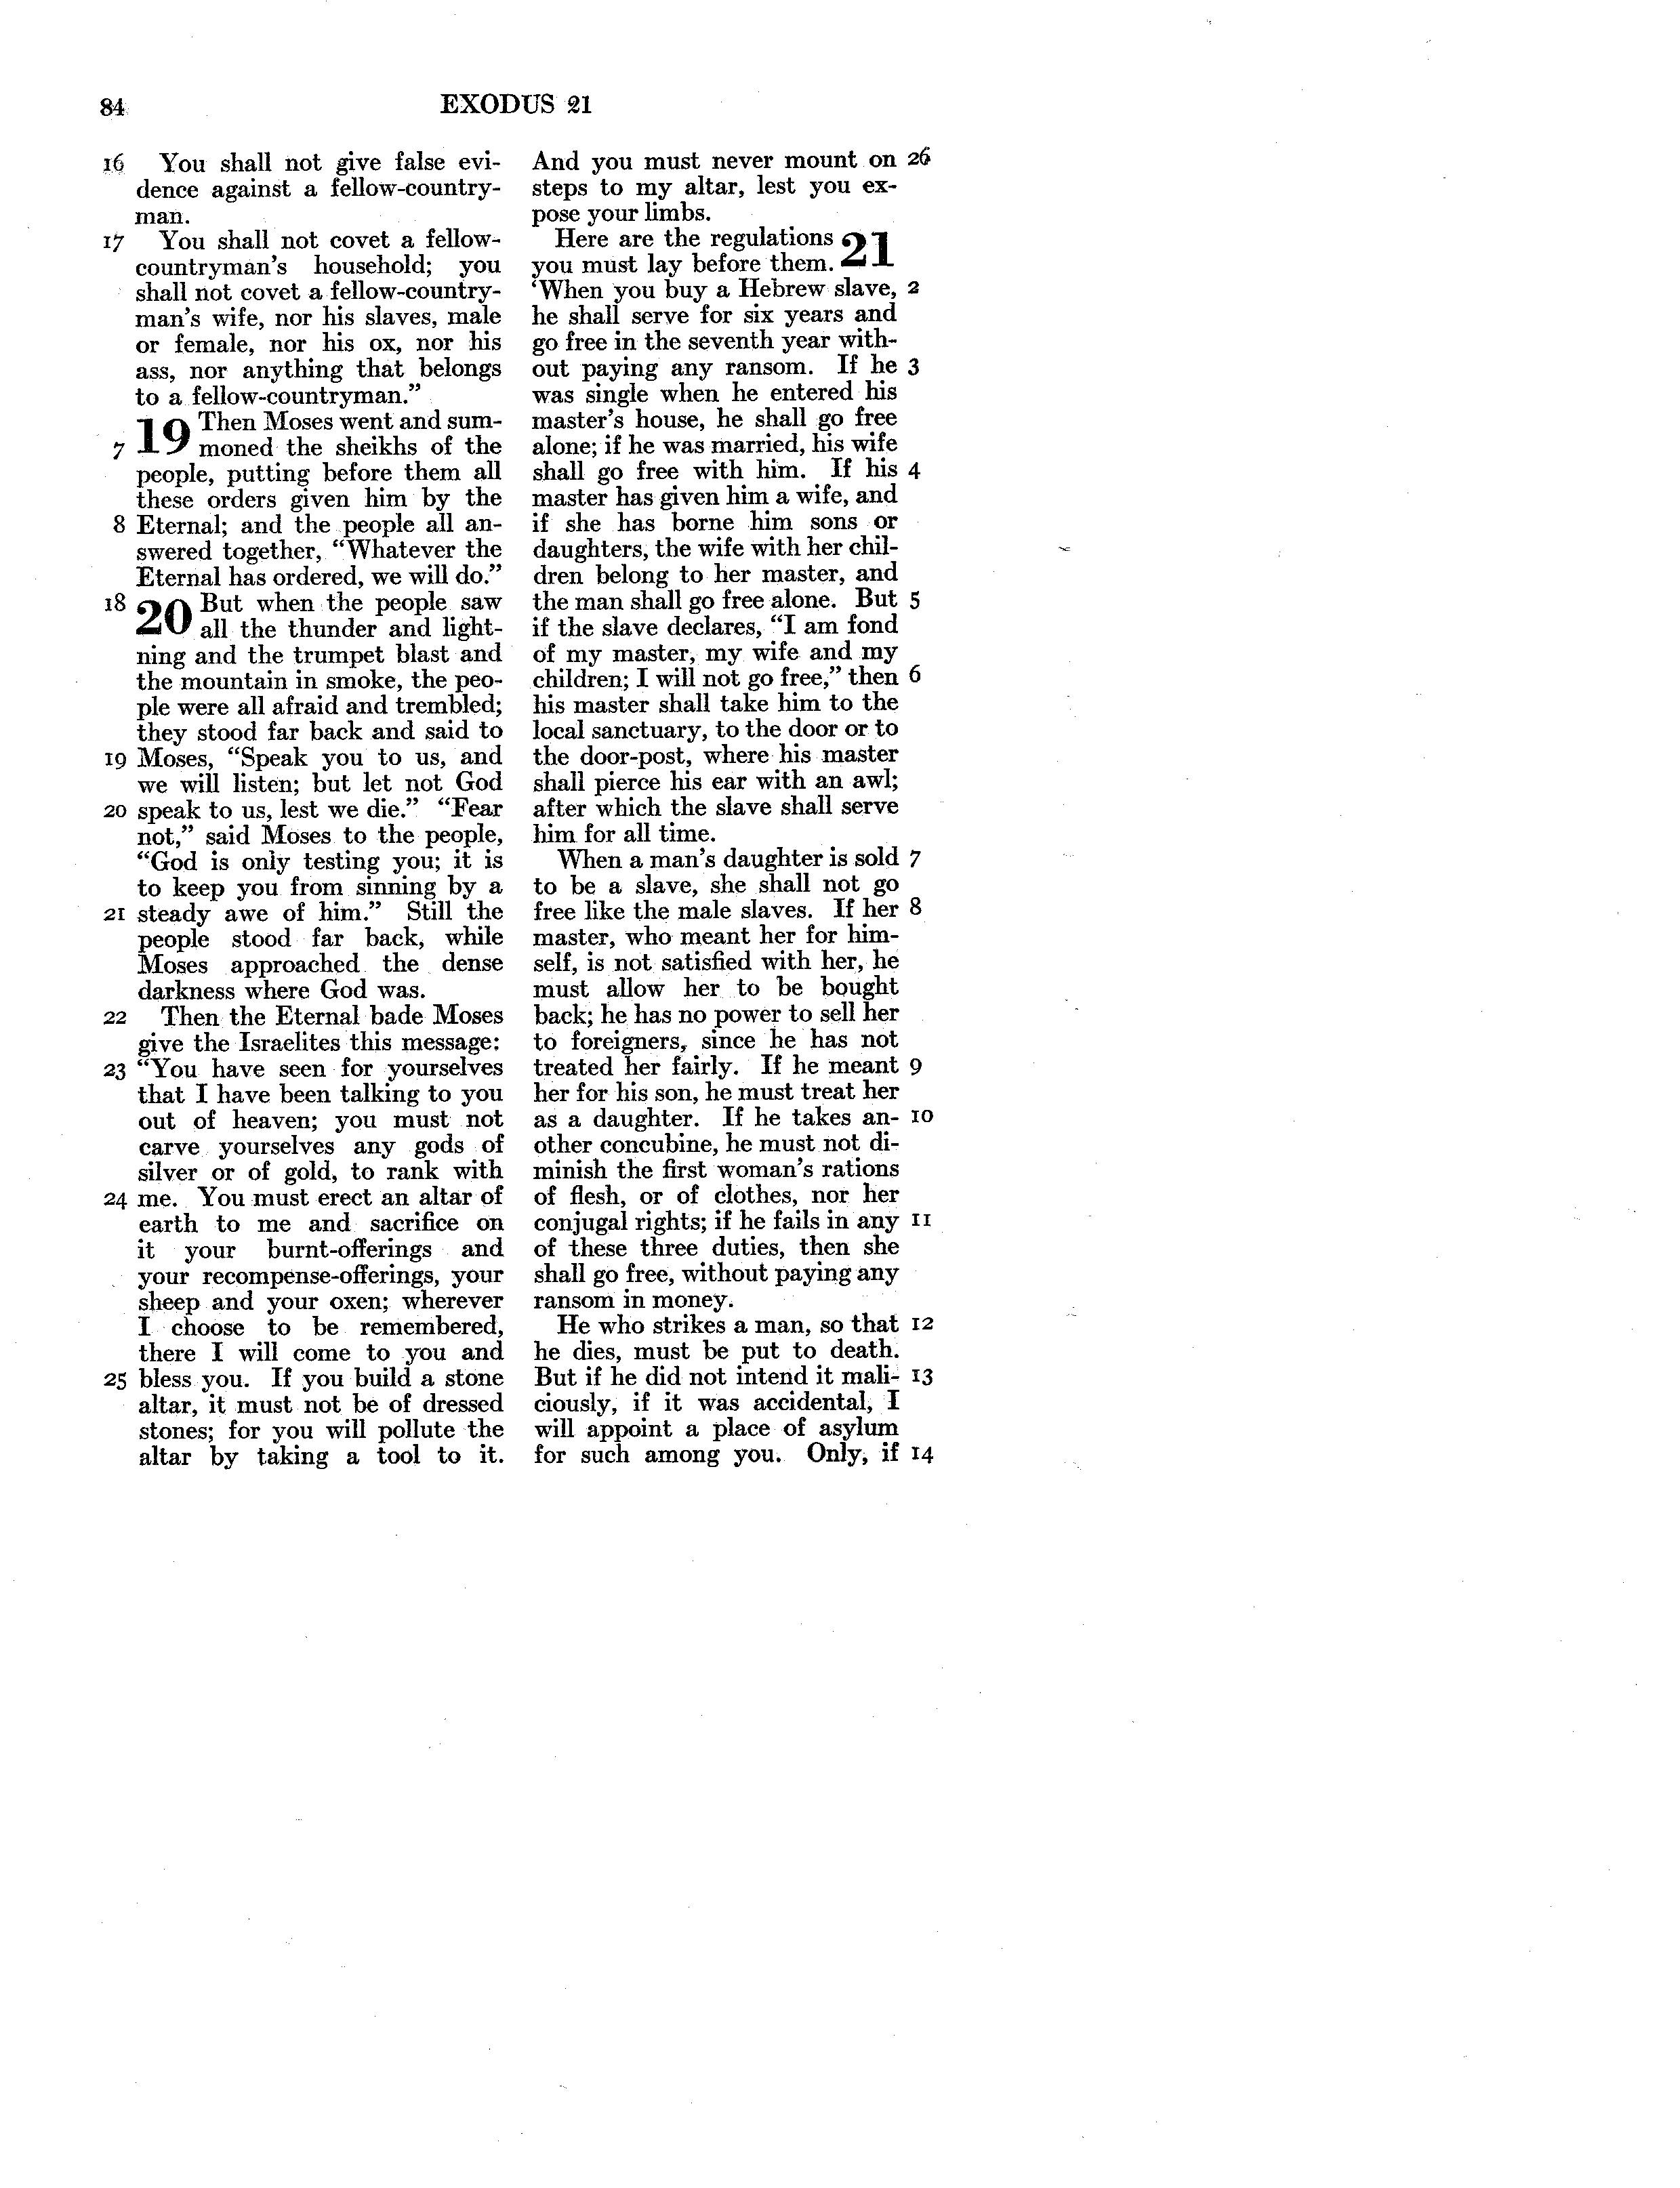 84
EXODUS 21
16 You shall not give false evi-
dence against a fellow-country-
man.
17 You shall not covet a fellow-
countryman's household; you
shall not covet a fellow-country-
man's wife, nor his slaves, male
or female, nor his ox, nor his
ass, nor anything that belongs
to a fellow-countryman."
19 Then Moses went and sum-
7 moned the sheikhs of the
people, putting before them all
these orders given him by the
8 Eternal; and the people all an-
swered together, "Whatever the
Eternal has ordered, we will do."
18 20 But when the people saw
all the thunder and light-
ning and the trumpet blast and
the mountain in smoke, the peo-
ple were all afraid and trembled;
they stood far back and said to
19 Moses, "Speak you to us, and
we will listen; but let not God
20 speak to us, lest we die." "Fear
not," said Moses to the people,
"God is only testing you; it is
to keep you from sinning by a
21 steady awe of him." Still the
people stood far back, while
Moses approached the dense
darkness where God was.
22 Then the Eternal bade Moses
give the Israelites this message:
23 "You have seen for yourselves
that I have been talking to you
out of heaven; you must not
carve yourselves any gods of
silver or of gold, to rank with
24 me. You must erect an altar of
earth to me and sacrifice on
it your burnt-offerings and
your recompense-offerings, your
sheep and your oxen; wherever
I choose to be remembered,
there I will come to you and
25 bless you. If you build a stone
altar, it must not be of dressed
stones; for you will pollute the
altar by taking a tool to it.
And you must never mount on 26
steps to my altar, lest you ex-
pose your limbs.
Here are the regulations 21
you must lay before them.
'When you buy a Hebrew slave, 2
he shall serve for six years and
go free in the seventh year with-
out paying any ransom. If he 3
was single when he entered his
master's house, he shall go free
alone; if he was married, his wife
shall go free with him. If his 4
master has given him a wife, and
if she has borne him sons or
daughters, the wife with her chil-
dren belong to her master, and
the man shall go free alone. But 5
if the slave declares, "I am fond
of my master, my wife and my
children; I will not go free," then 6
his master shall take him to the
local sanctuary, to the door or to
the door-post, where his master
shall pierce his ear with an awl;
after which the slave shall serve
him for all time.
When a man's daughter is sold 7
to be a slave, she shall not go
free like the male slaves. If her 8
master, who meant her for him-
self, is not satisfied with her, he
must allow her to be bought
back; he has no power to sell her
to foreigners, since he has not
treated her fairly. If he meant 9
her for his son, he must treat her
as a daughter. If he takes an- 10
other concubine, he must not di-
minish the first woman's rations
of flesh, or of clothes, nor her
conjugal rights; if he fails in any 11
of these three duties, then she
shall go free, without paying any
ransom in money.
He who strikes a man, so that 12
he dies, must be put to death.
But if he did not intend it mali- 13
ciously, if it was accidental, I
will appoint a place of asylum
for such among you. Only, if 14